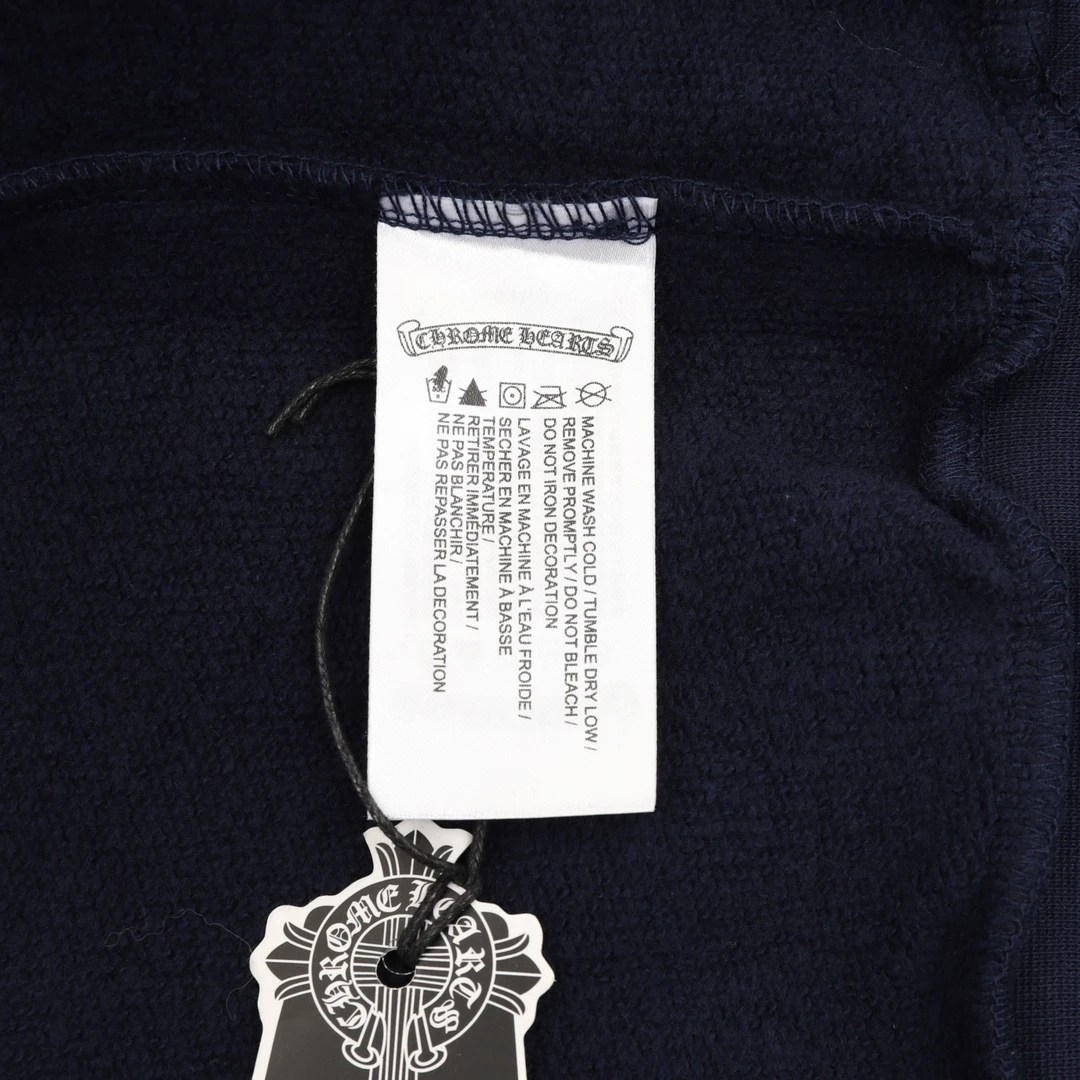 CHROME HEARTS
MACHINE WASH COLD / TUMBLE DRY LOW /
REMOVE PROMPTLY / DO NOT BLEACH /
DO NOT IRON DECORATION
LAVAGE EN MACHINE À L'EAU FROIDE /
SECHER EN MACHINE À BASSE
TEMPERATURE /
RETIRER IMMÉDIATEMENT /
NE PAS BLANCHIR /
NE PAS REPASSER LA DECORATION
CHROME HEARTS